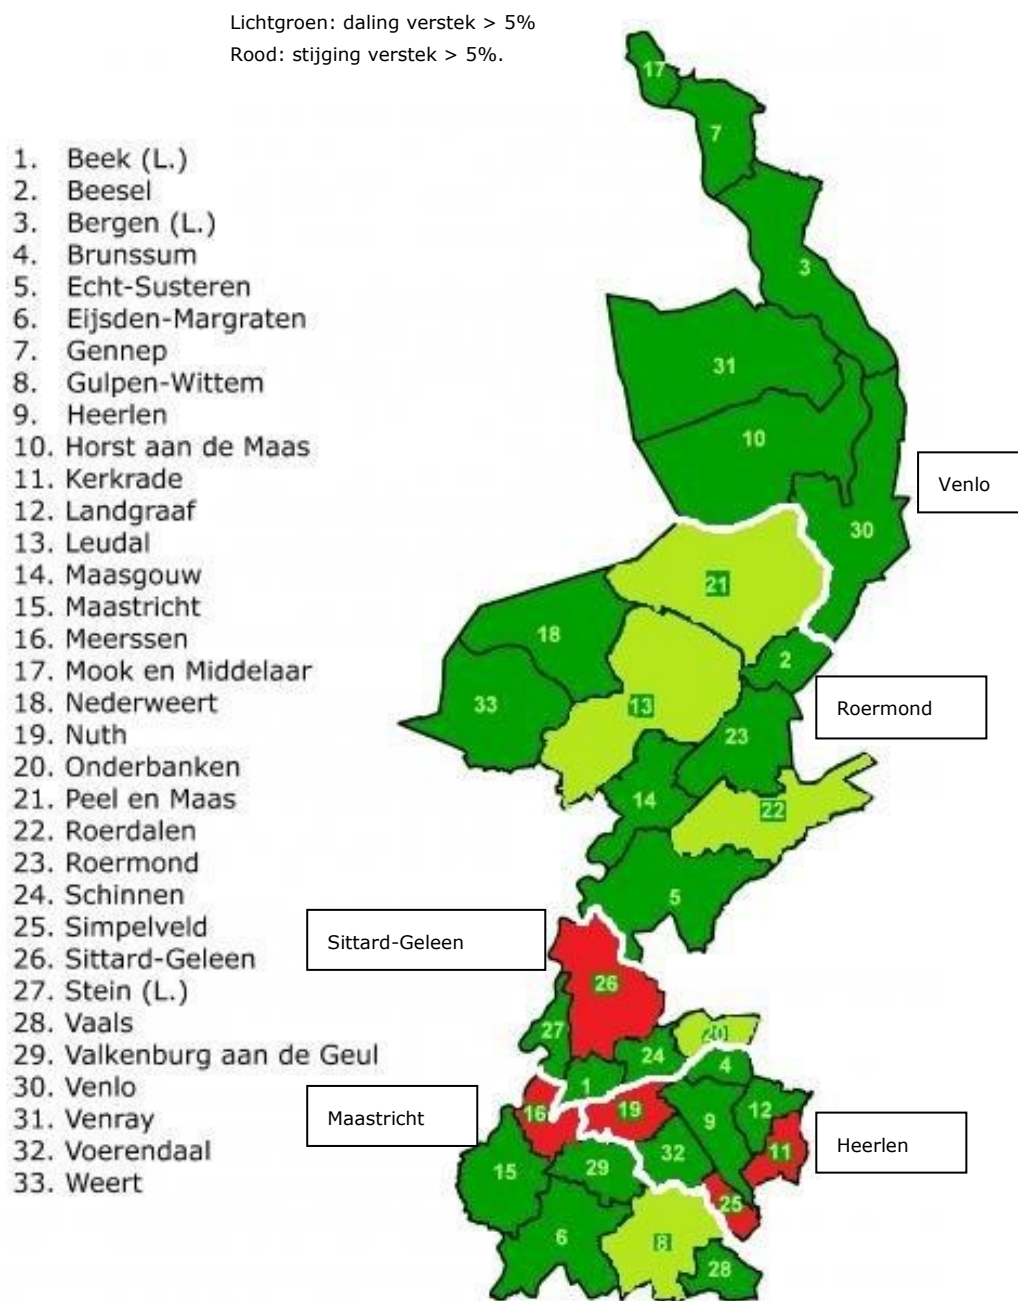 Lichtgroen: daling verstek > 5%
Rood: stijging verstek > 5%.
1. Beek (L.)
2. Beesel
3. Bergen (L.)
4. Brunssum
5. Echt-Susteren
6. Eijsden-Margraten
7. Gennep
8. Gulpen-Wittem
9. Heerlen
10. Horst aan de Maas
11. Kerkrade
12. Landgraaf
13. Leudal
14. Maasgouw
15. Maastricht
16. Meerssen
17. Mook en Middelaar
18. Nederweert
19. Nuth
20. Onderbanken
21. Peel en Maas
22. Roerdalen
23. Roermond
24. Schinnen
25. Simpelveld
26. Sittard-Geleen
27. Stein (L.)
28. Vaals
29. Valkenburg aan de Geul
30. Venlo
31. Venray
32. Voerendaal
33. Weert
17
7
3
31
10
Venlo
30
21
18
2
33
13
Roermond
23
14
22
5
Sittard-Geleen
26
27
20
24
4
1
Maastricht
16
19
12
9
11
Heerlen
15
29
32
25
6
8
28